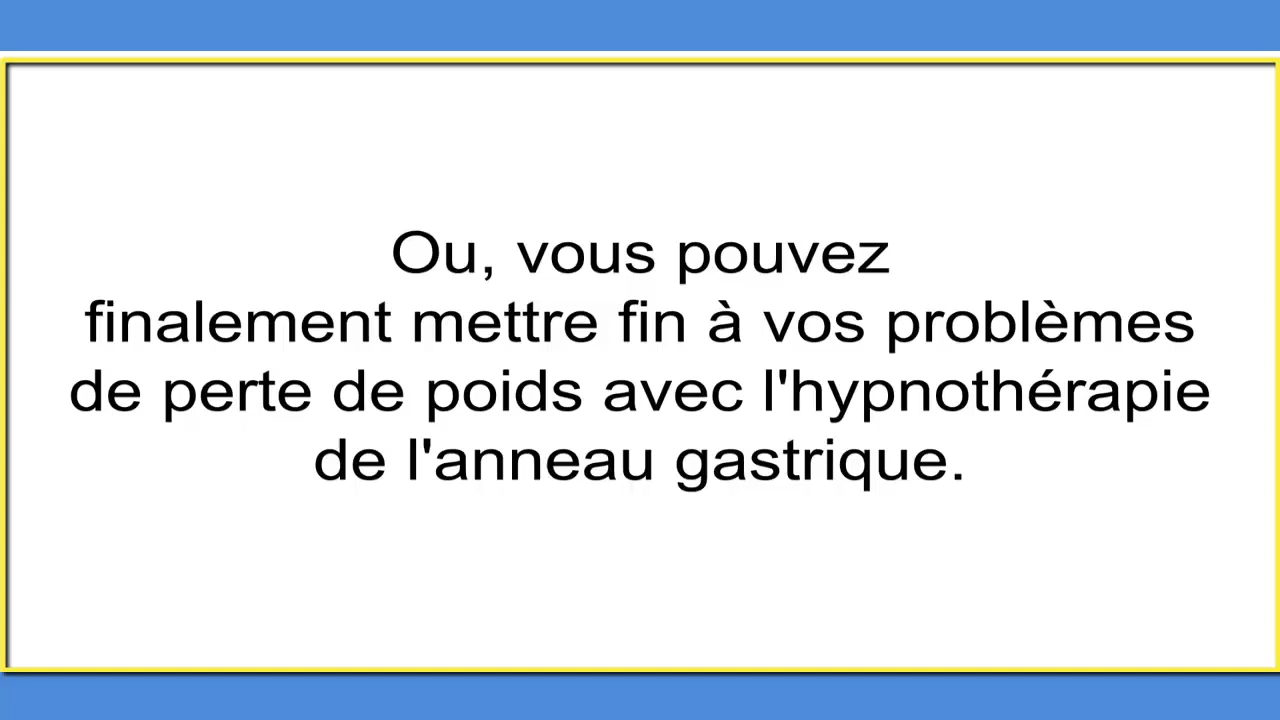 Ou, vous pouvez
finalement mettre fin à vos problèmes
de perte de poids avec l'hypnothérapie
de l'anneau gastrique.